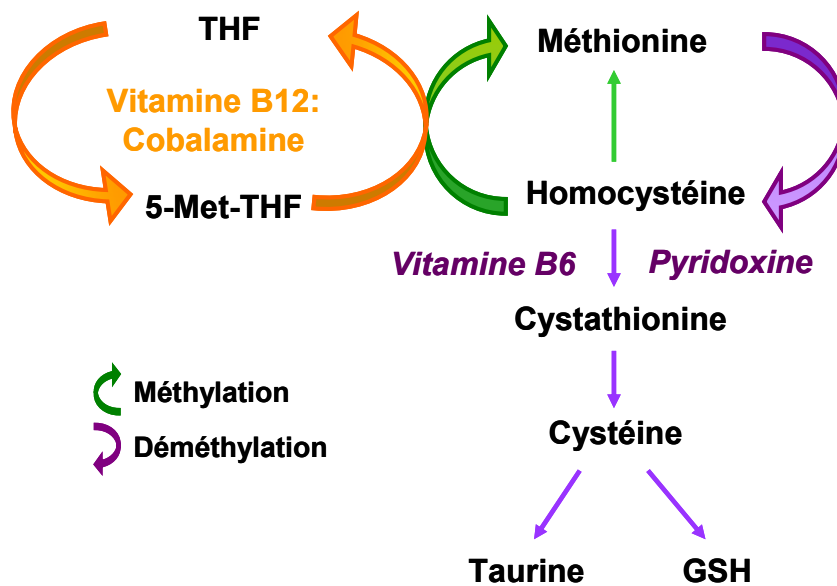 THF
Méthionine
Vitamine B12:
Cobalamine
5-Met-THF
Homocystéine
Vitamine B6
Pyridoxine
Cystathionine
Méthylation
Cystéine
Déméthylation
Taurine
GSH